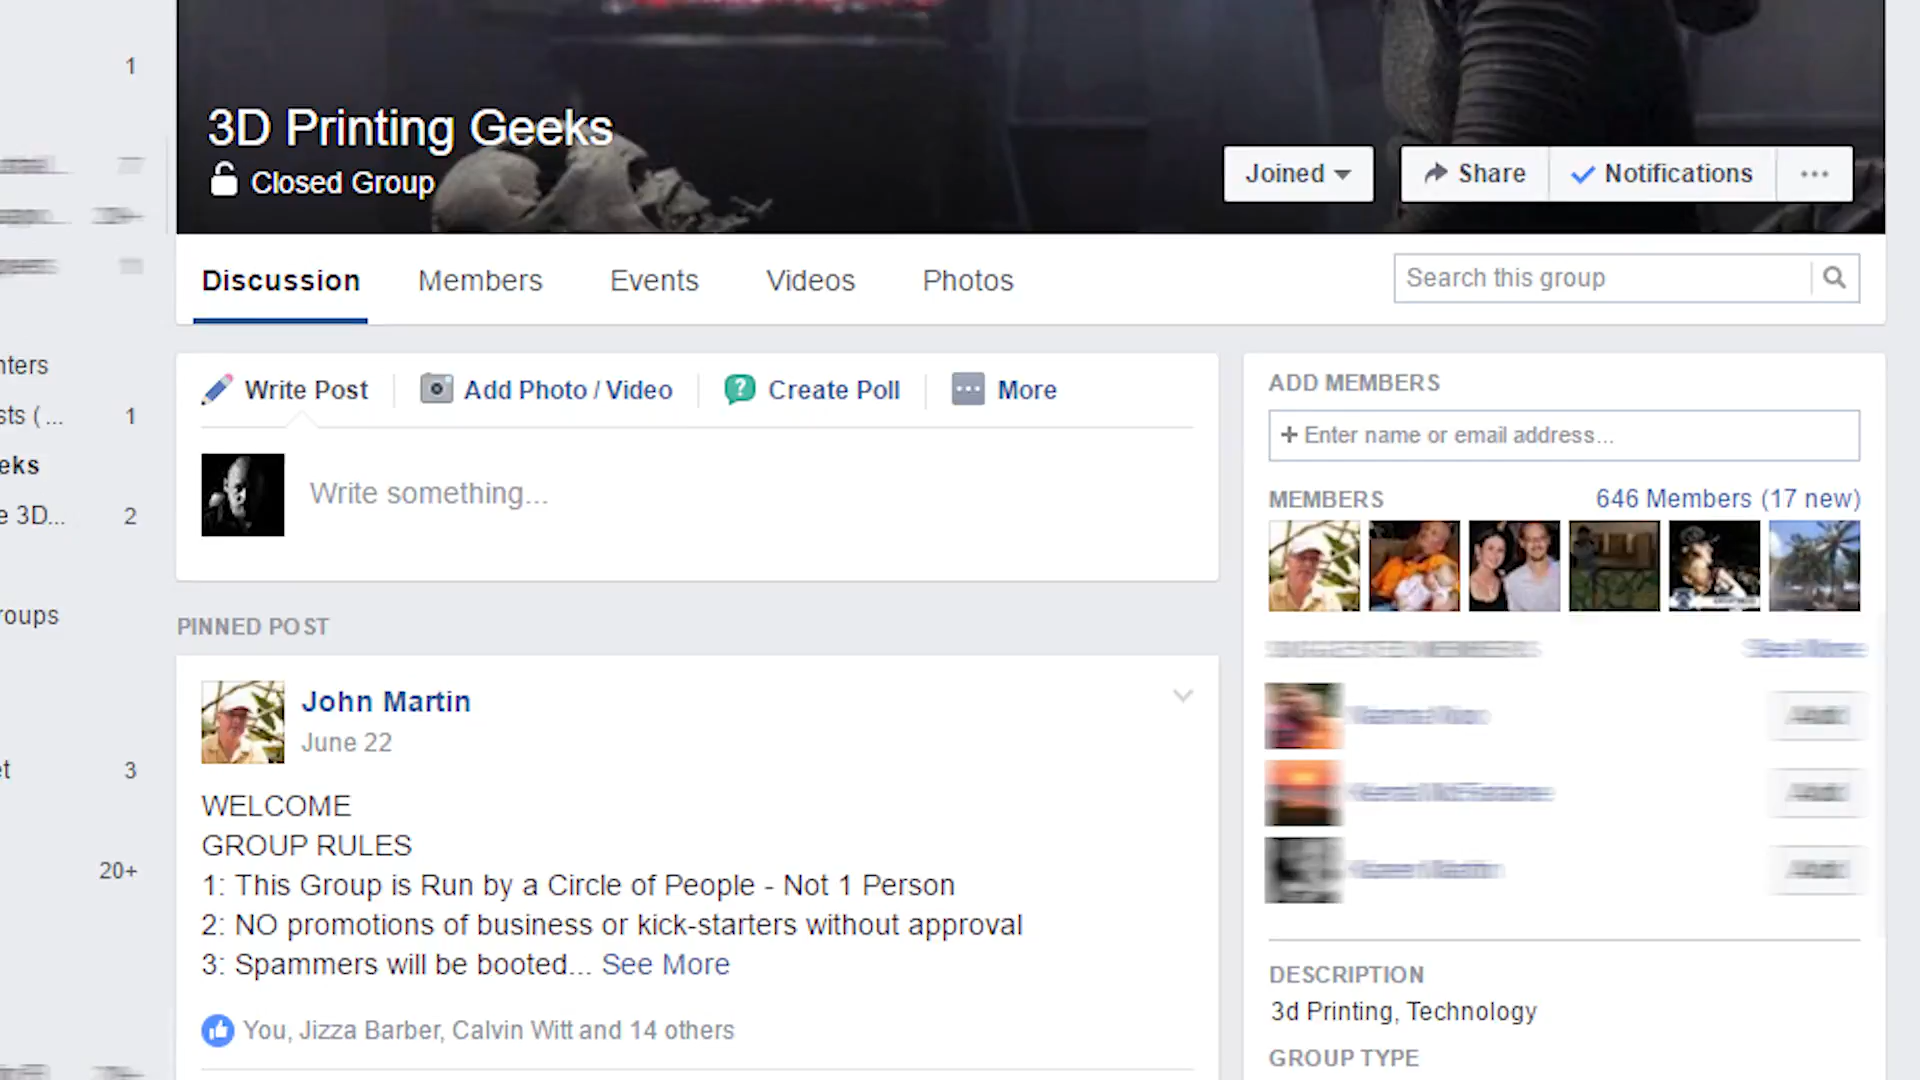 1
3D Printing Geeks
Closed Group
Joined
Share
Notifications
Discussion
Members
Events
Videos
Photos
Search this group
nters
sts (...
1
eks
e 3D...
2
roups
et
3
20+
Write Post
Add Photo / Video
Create Poll
More
Write something...
PINNED POST
John Martin
June 22
WELCOME
GROUP RULES
1: This Group is Run by a Circle of People - Not 1 Person
2: NO promotions of business or kick-starters without approval
3: Spammers will be booted... See More
You, Jizza Barber, Calvin Witt and 14 others
ADD MEMBERS
+ Enter name or email address...
MEMBERS
646 Members (17 new)
DESCRIPTION
3d Printing, Technology
GROUP TYPE